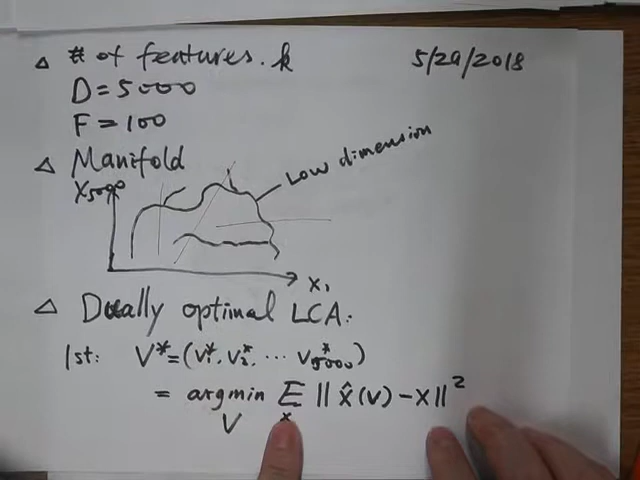 △ # of features. k 5/29/2018
D = 5000
F = 100
△ Manifold
Low dimension
X5000
X1
△ Dually optimal LCA:
1st: V* = (v1*, v2*, ... v5000*)
= argmin E || x̂(v) - x ||²
V x